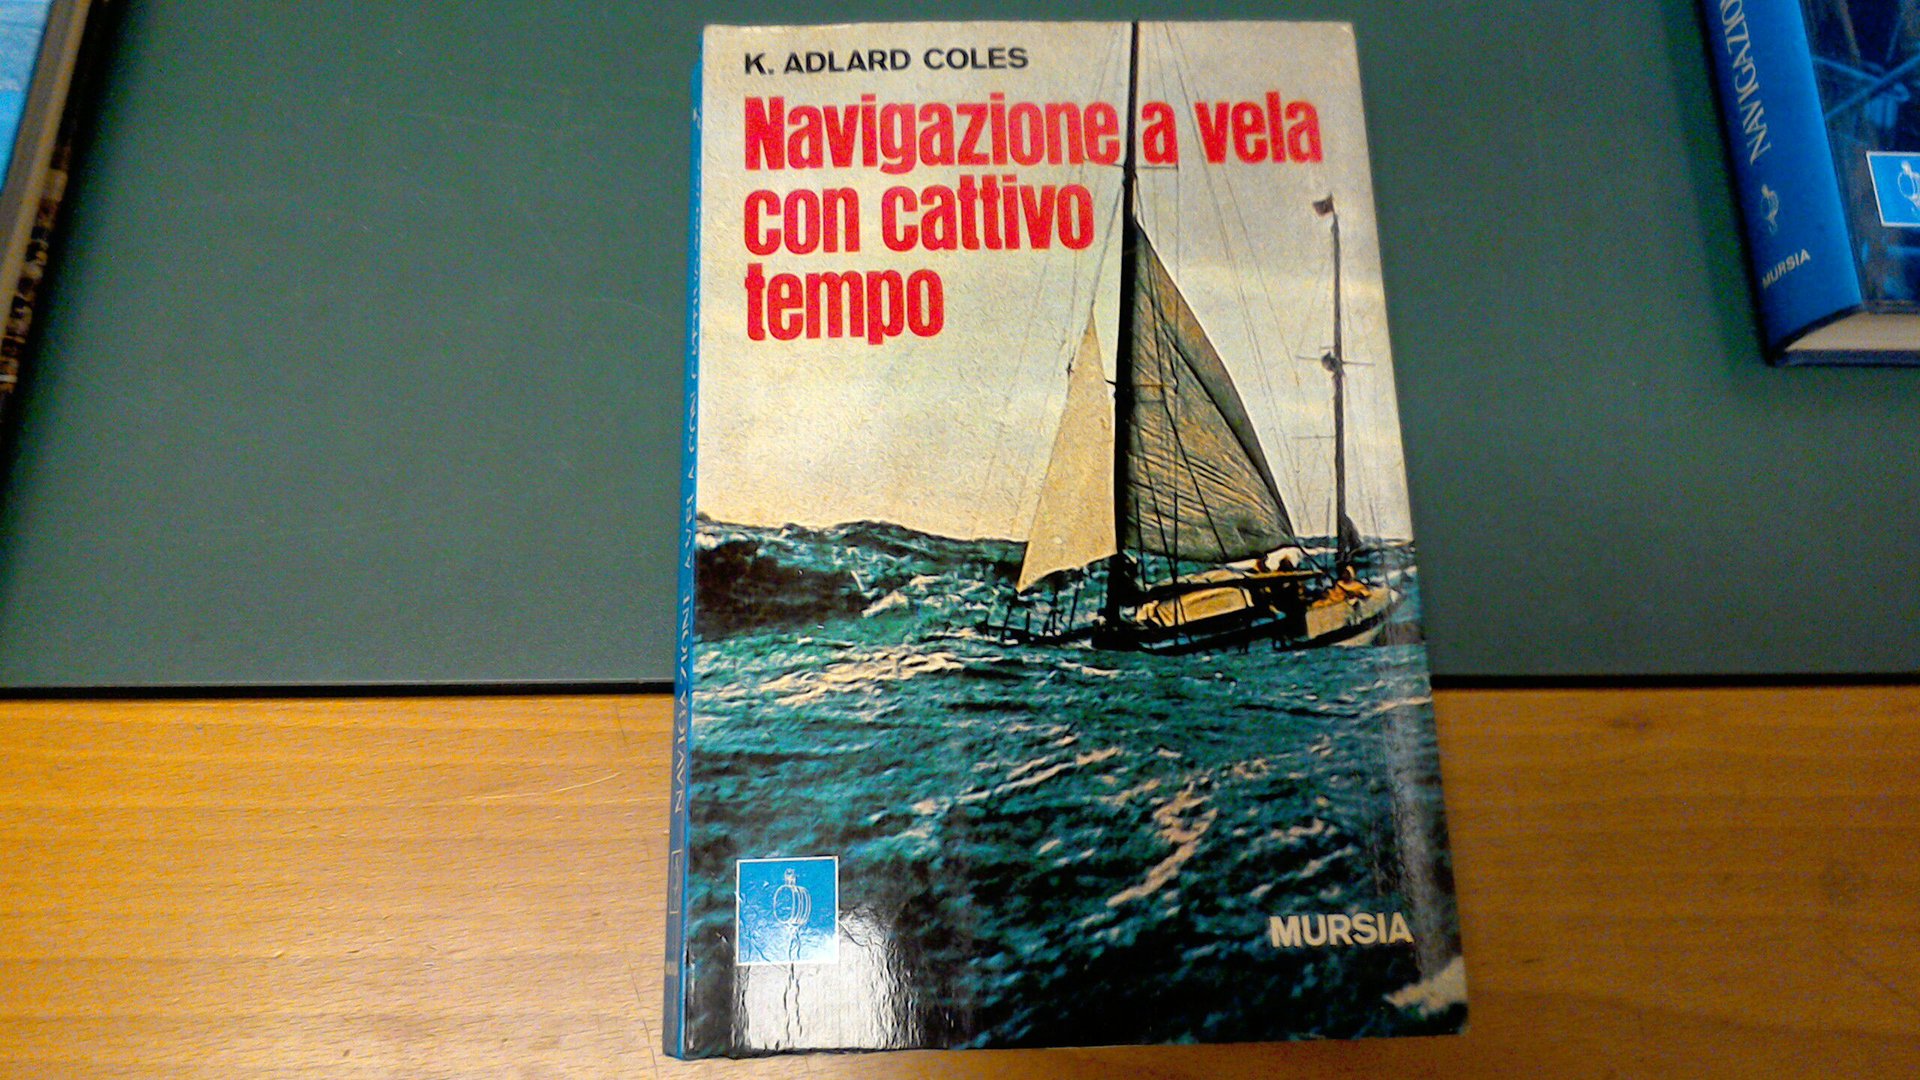 K. ADLARD COLES
Navigazione a vela
con cattivo
tempo
MURSIA
NAVIGAZIONE A VELA CON CATTIVO TEMPO
NAVIGAZIO
MURSIA